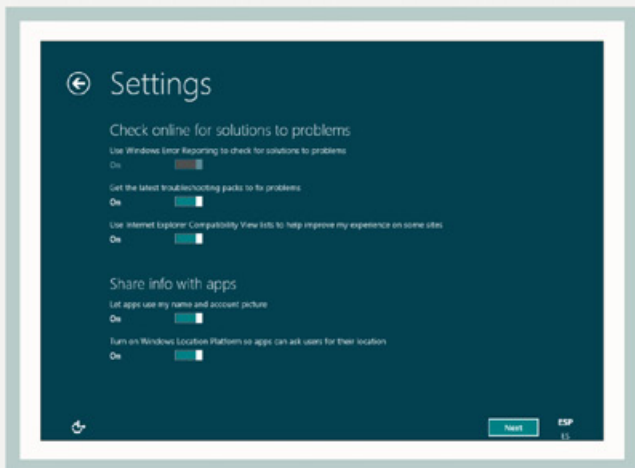 Settings
Check online for solutions to problems
Use Windows Error Reporting to check for solutions to problems
On
Get the latest troubleshooting packs to fix problems
On
Use Internet Explorer Compatibility View lists to help improve my experience on some sites
On
Share info with apps
Let apps use my name and account picture
On
Turn on Windows Location Platform so apps can ask users for their location
On
Next
ESP
ES